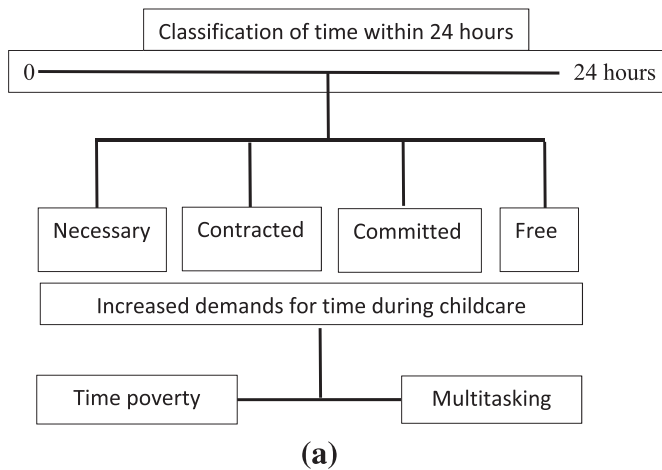 Classification of time within 24 hours
0 24 hours
Necessary Contracted Committed Free
Increased demands for time during childcare
Time poverty Multitasking
(a)